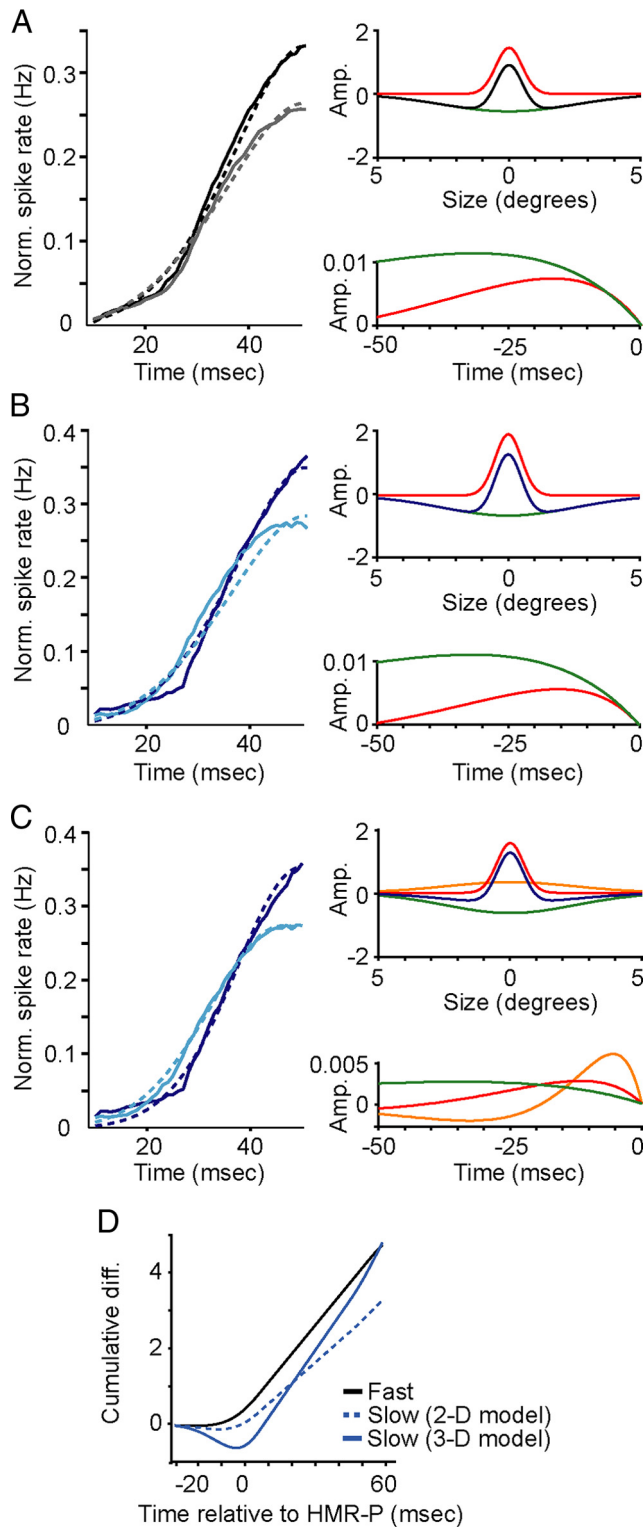 A
Norm. spike rate (Hz)
0.3
0.2
0.1
0
20
40
Time (msec)
Amp.
2
0
-2
5
0
5
Size (degrees)
Amp.
0.01
0
-50
-25
0
Time (msec)
B
Norm. spike rate (Hz)
0.4
0.3
0.2
0.1
0
20
40
Time (msec)
Amp.
2
0
-2
5
0
5
Size (degrees)
Amp.
0.01
0
-50
-25
0
Time (msec)
C
Norm. spike rate (Hz)
0.4
0.3
0.2
0.1
0
20
40
Time (msec)
Amp.
2
0
-2
5
0
5
Size (degrees)
Amp.
0.005
0
-50
-25
0
Time (msec)
D
Cumulative diff.
4
2
0
-20
0
60
Time relative to HMR-P (msec)
Fast
Slow (2-D model)
Slow (3-D model)